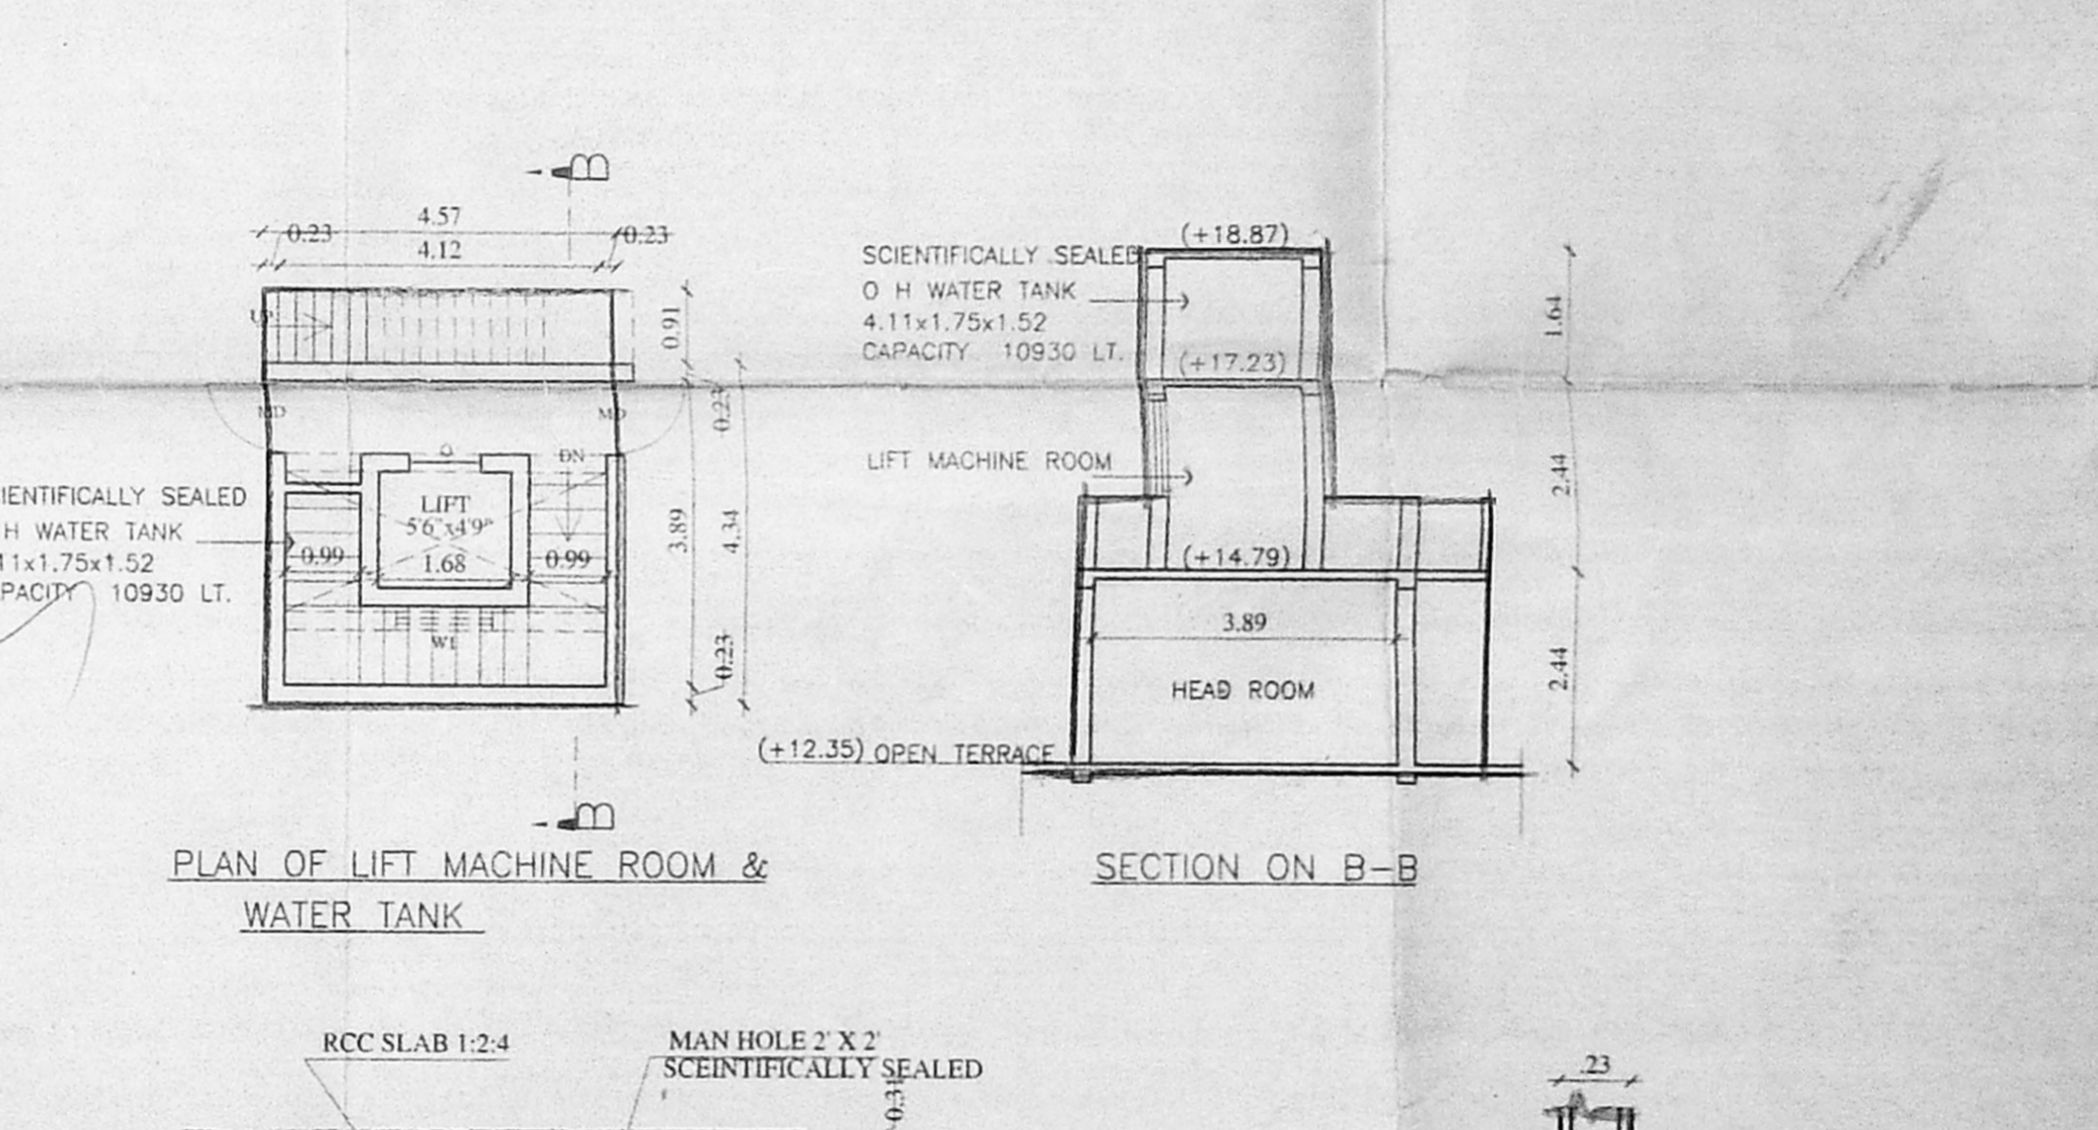 B
4.57
0.23
0.23
4.12
UP
0.91
MD
MD
0.23
O
DN
LIFT
5'6"x4'9"
0.99
1.68
0.99
3.89
4.34
W1
0.23
IENTIFICALLY SEALED
H WATER TANK
11x1.75x1.52
PACITY 10930 LT.
B
PLAN OF LIFT MACHINE ROOM &
WATER TANK
SCIENTIFICALLY SEALED
O H WATER TANK
4.11x1.75x1.52
CAPACITY 10930 LT.
(+18.87)
(+17.23)
1.64
LIFT MACHINE ROOM
2.44
(+14.79)
3.89
HEAD ROOM
2.44
(+12.35) OPEN TERRACE
SECTION ON B-B
RCC SLAB 1:2:4
MAN HOLE 2' X 2'
SCEINTIFICALLY SEALED
0.31
.23